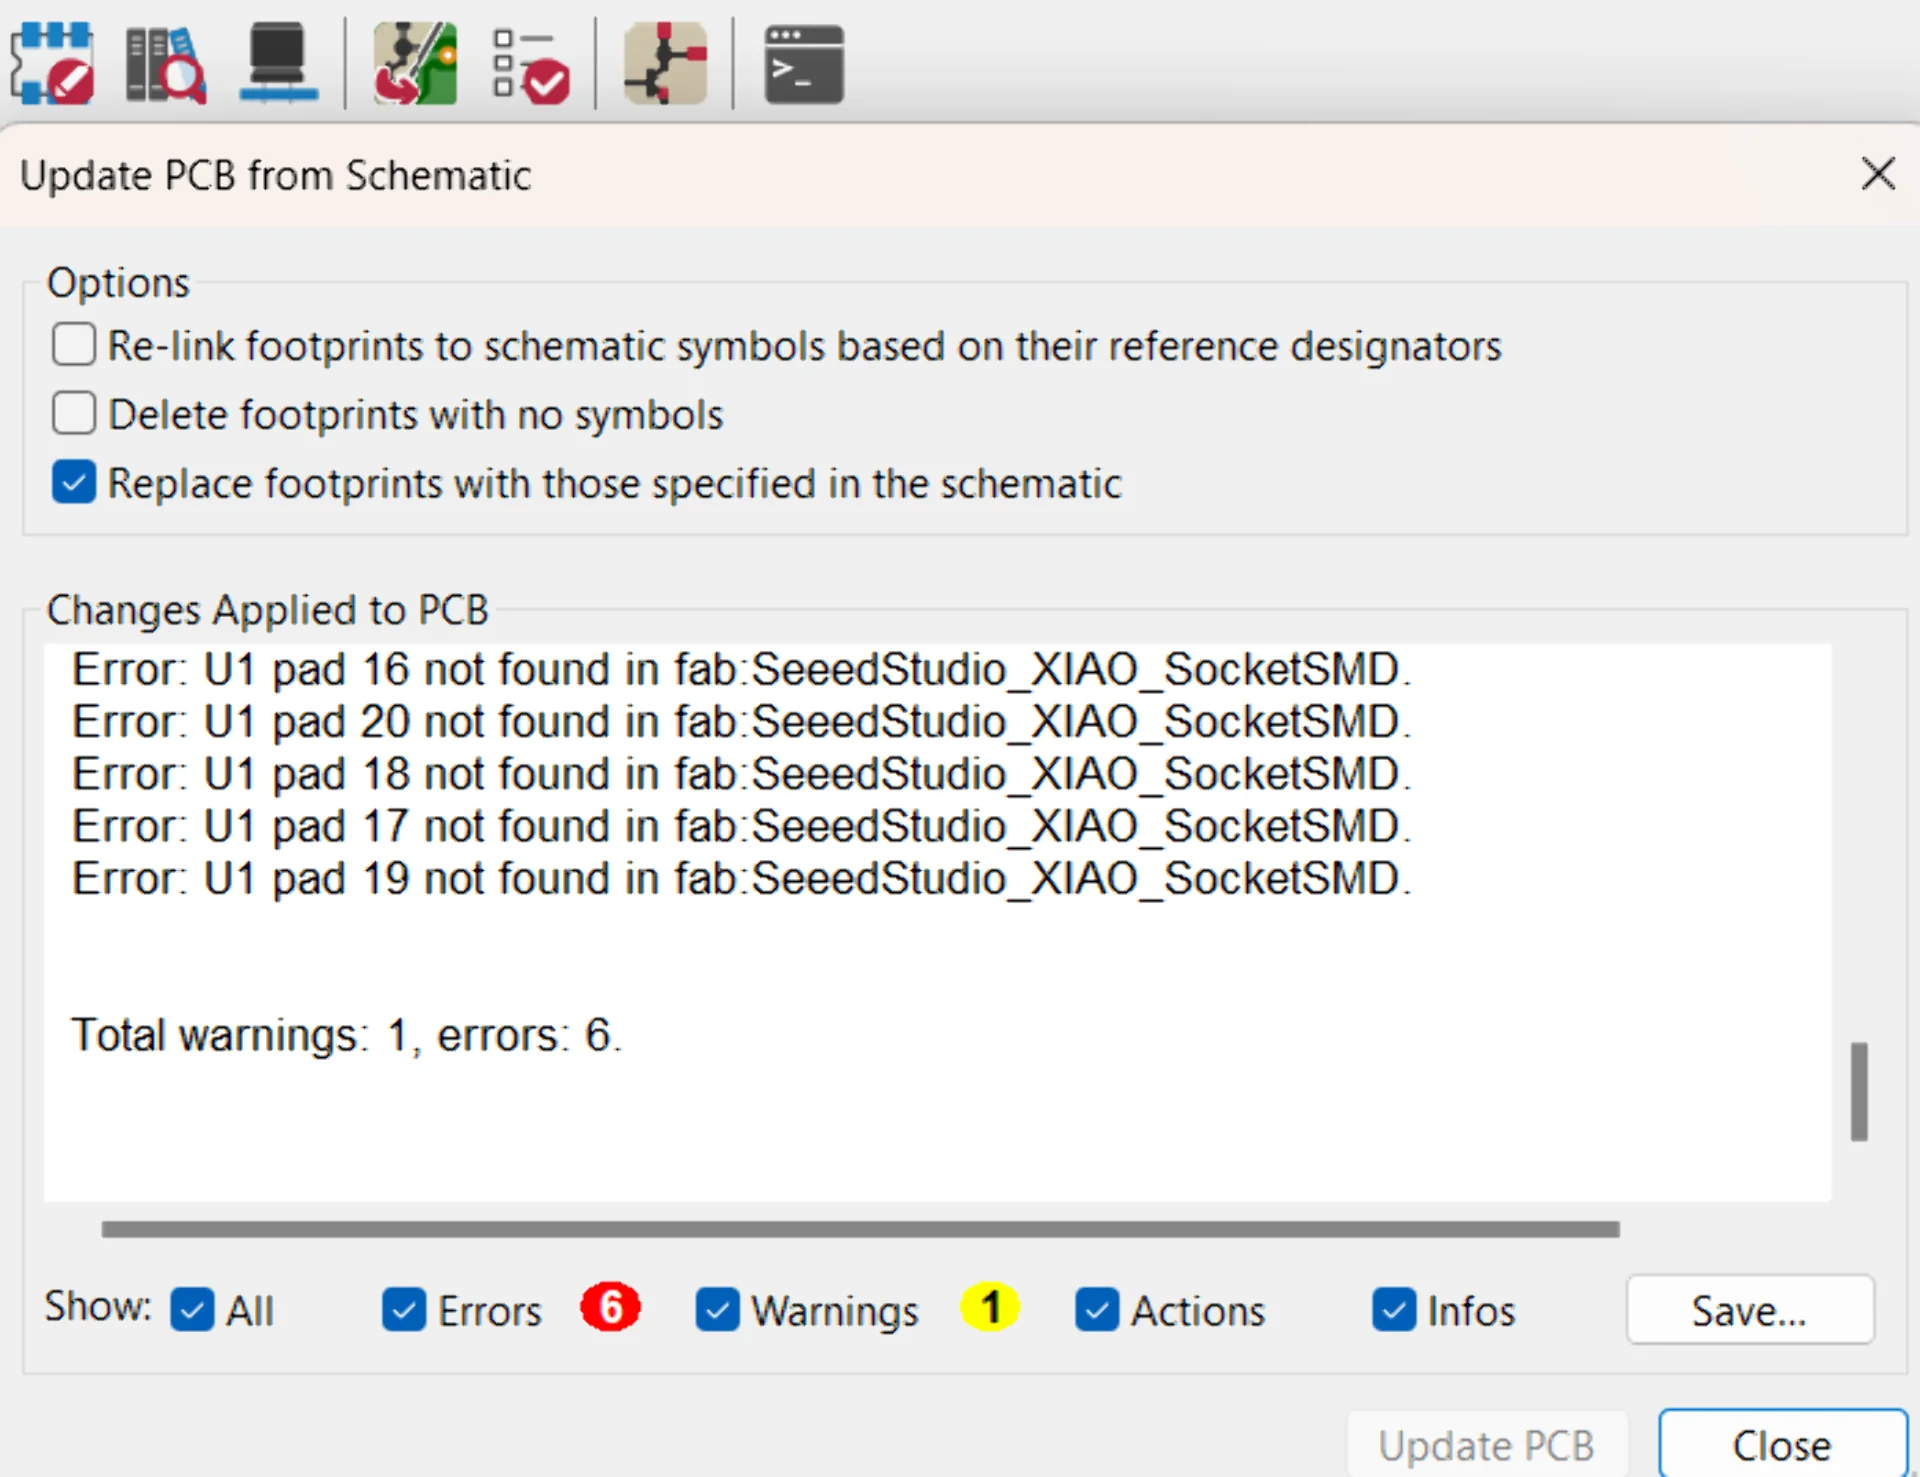 Update PCB from Schematic
Options
Re-link footprints to schematic symbols based on their reference designators
Delete footprints with no symbols
Replace footprints with those specified in the schematic
Changes Applied to PCB
Error: U1 pad 16 not found in fab:SeeedStudio_XIAO_SocketSMD.
Error: U1 pad 20 not found in fab:SeeedStudio_XIAO_SocketSMD.
Error: U1 pad 18 not found in fab:SeeedStudio_XIAO_SocketSMD.
Error: U1 pad 17 not found in fab:SeeedStudio_XIAO_SocketSMD.
Error: U1 pad 19 not found in fab:SeeedStudio_XIAO_SocketSMD.
Total warnings: 1, errors: 6.
Show: All Errors 6 Warnings 1 Actions Infos Save...
Update PCB Close